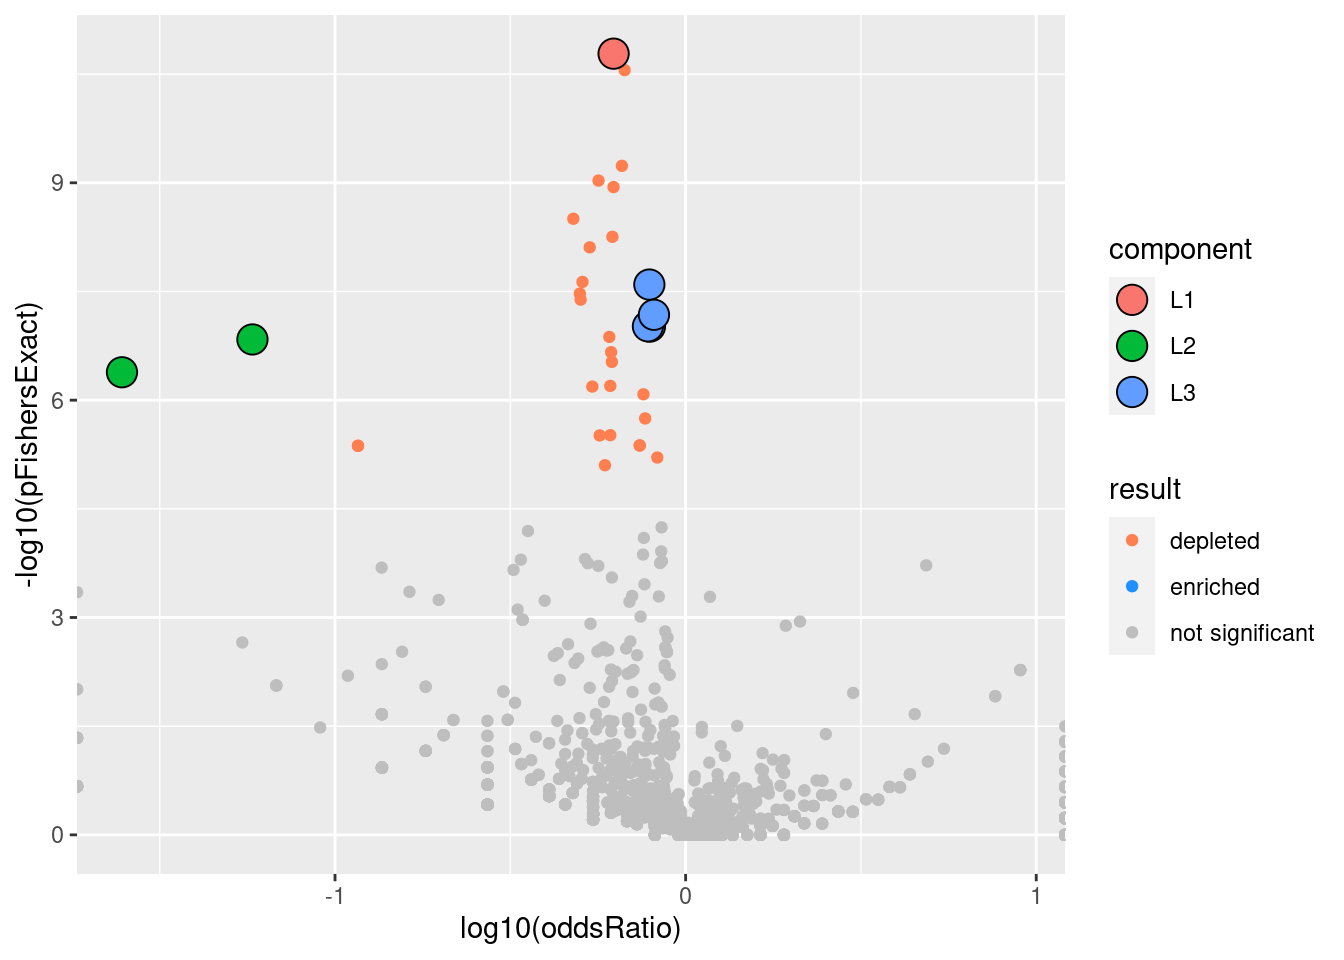 9
6
3
0
-1
0
1
log10(oddsRatio)
-log10(pFishersExact)
component
L1
L2
L3
result
depleted
enriched
not significant